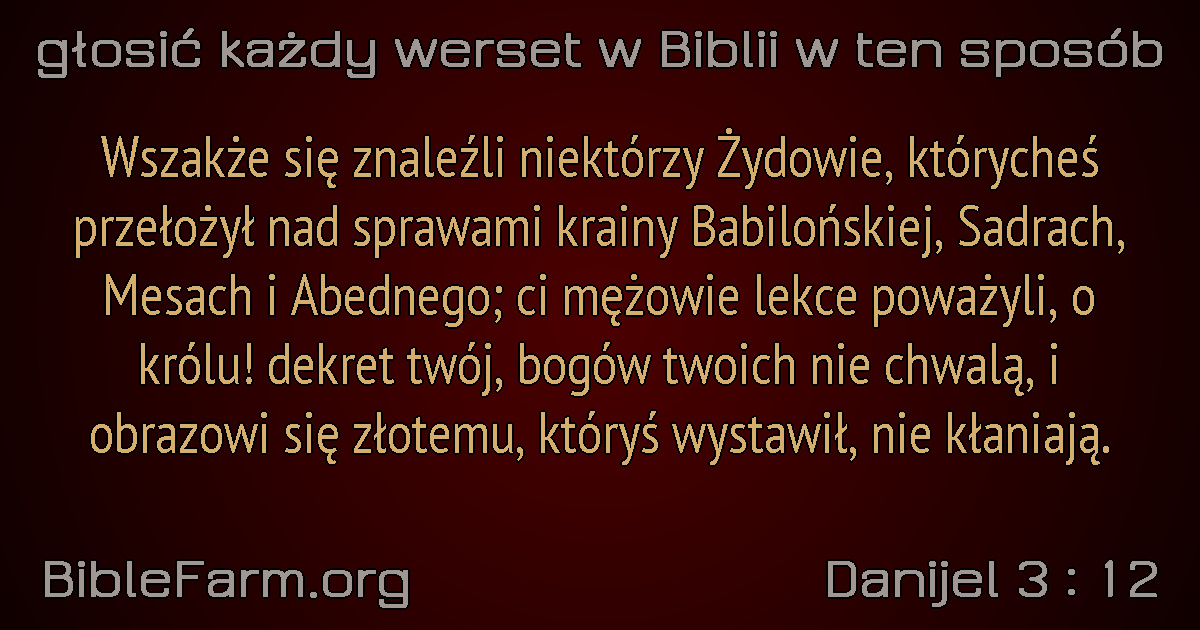 głosić każdy werset w Biblii w ten sposób
Wszakże się znaleźli niektórzy Żydowie, którycheś
przełożył nad sprawami krainy Babilońskiej, Sadrach,
Mesach i Abednego; ci mężowie lekce poważyli, o
królu! dekret twój, bogów twoich nie chwalą, i
obrazowi się złotemu, któryś wystawił, nie kłaniają.
BibleFarm.org
Danijel 3 : 12